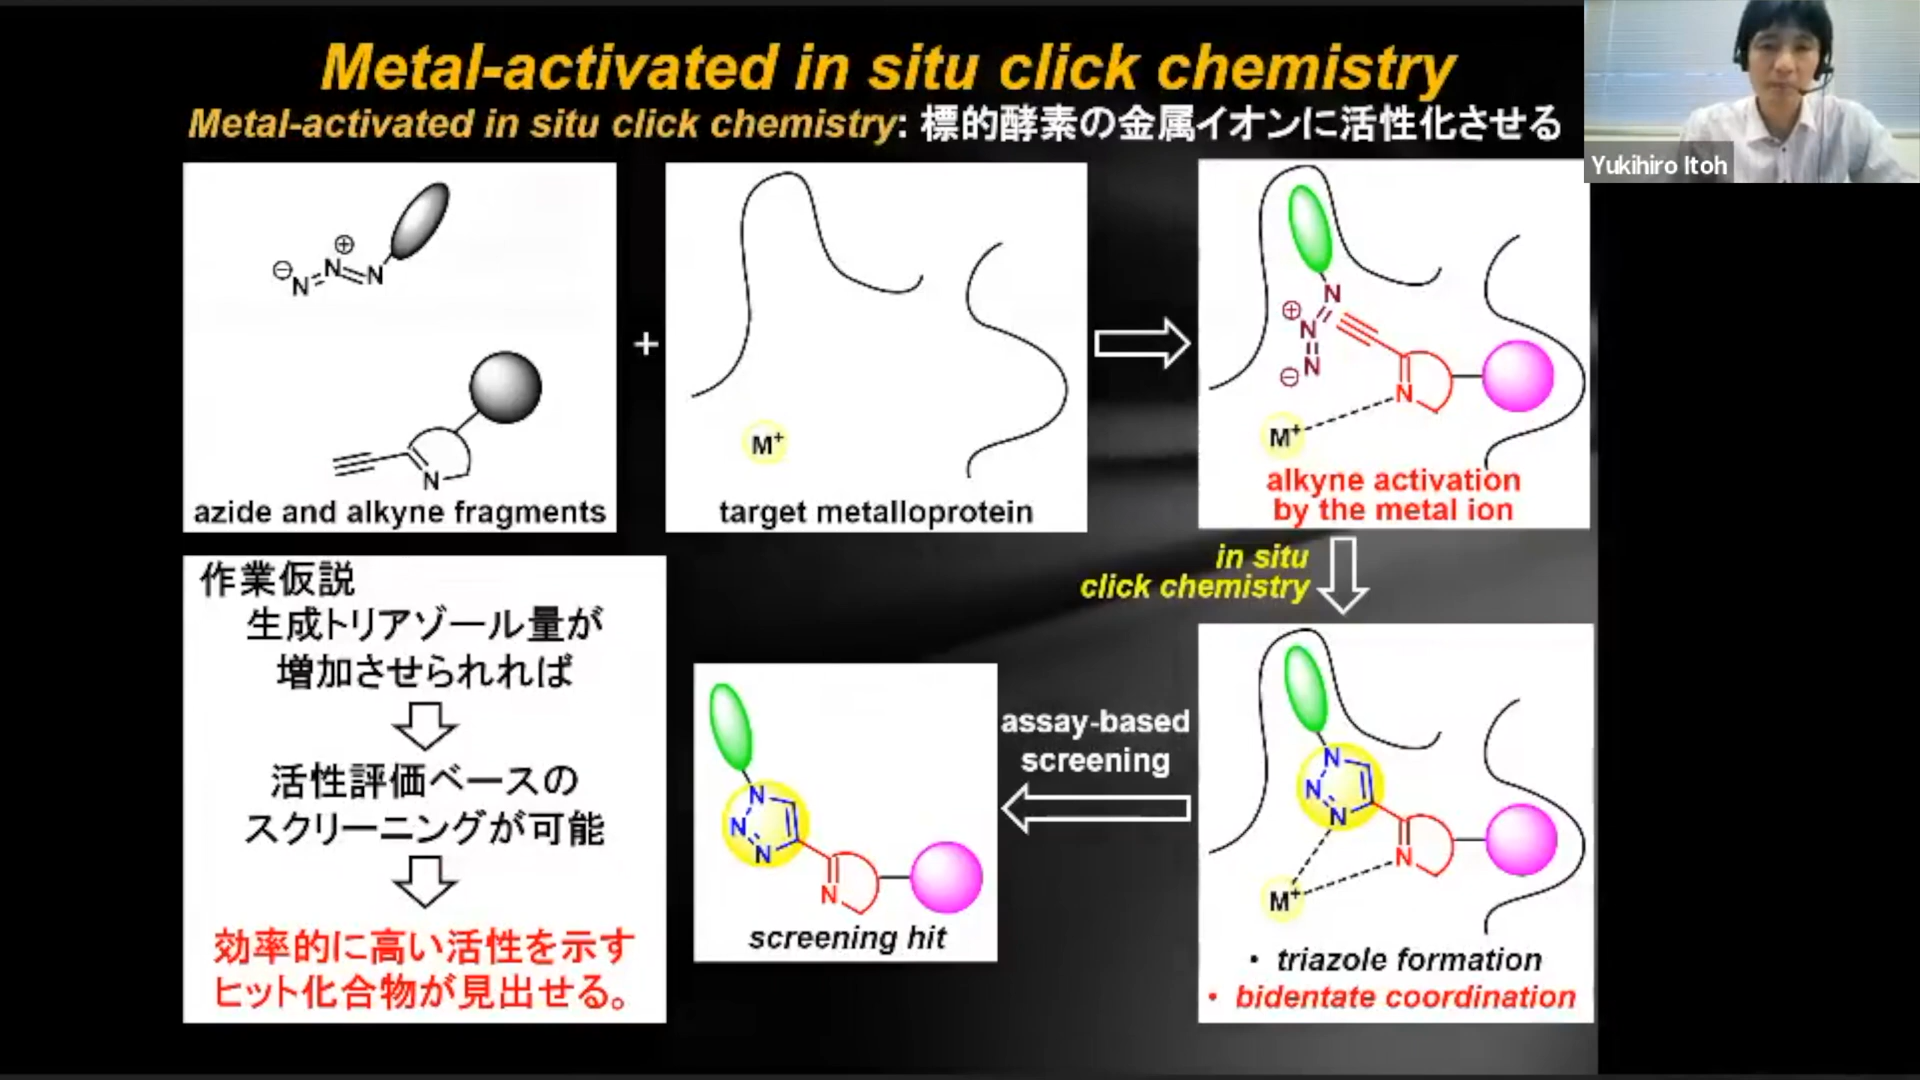 Metal-activated in situ click chemistry
Metal-activated in situ click chemistry: 標的酵素の金属イオンに活性化させる
Yukihiro Itoh
⊖ N N ⊕ N
N
azide and alkyne fragments
+
M+
target metalloprotein
N
⊕ N
⊖ N
N
M+
alkyne activation
by the metal ion
in situ
click chemistry
作業仮説
生成トリアゾール量が
増加させられれば
活性評価ベースの
スクリーニングが可能
効率的に高い活性を示す
ヒット化合物が見出せる。
N
N
N
N
screening hit
assay-based
screening
N
N
N
N
M+
• triazole formation
• bidentate coordination